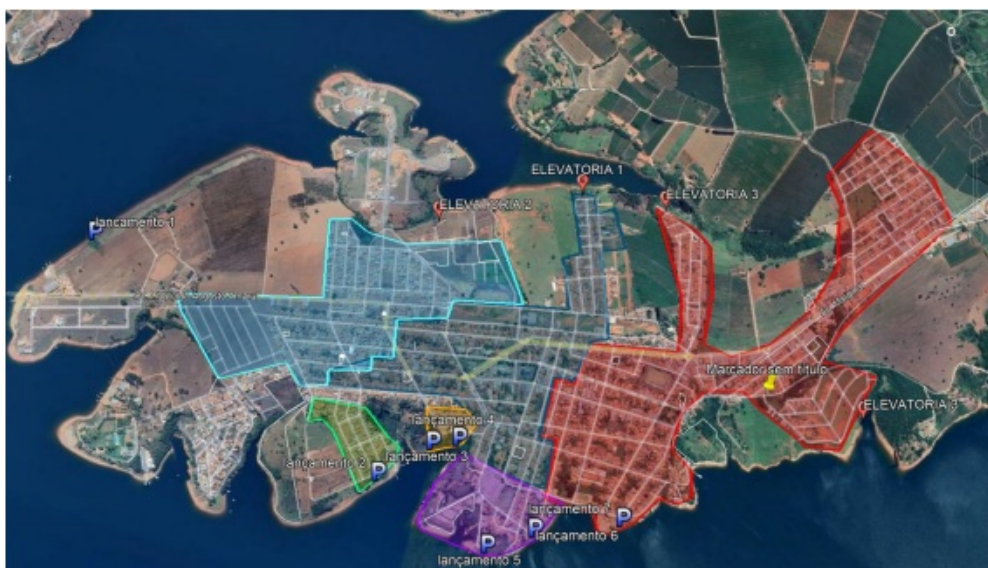 ELEVATORIA 1
ELEVATORIA 2
ELEVATORIA 3
lançamento 1
Marcador sem título
ELEVATORIA 3
lançamento 4
lançamento 3
lançamento 2
lançamento 7
lançamento 6
lançamento 5